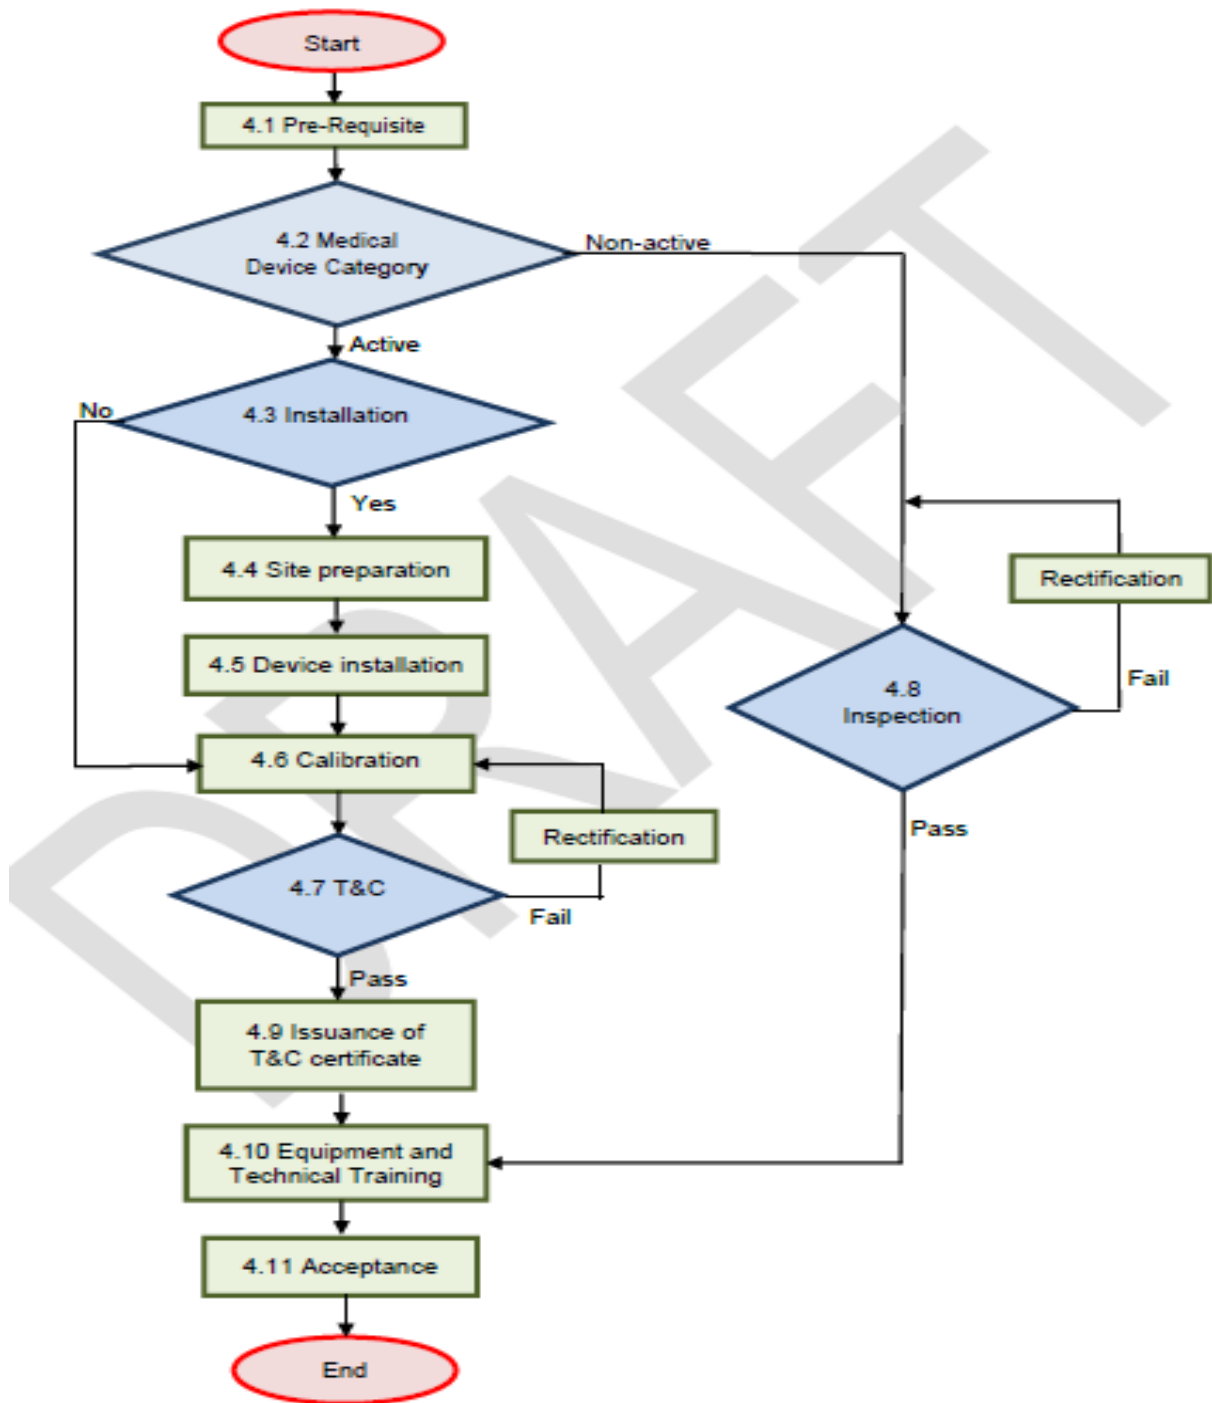 Start
4.1 Pre-Requisite
4.2 Medical
Device Category
Non-active
Active
4.3 Installation
No
Yes
4.4 Site preparation
Rectification
4.5 Device installation
4.8
Inspection
Fail
4.6 Calibration
Rectification
Pass
4.7 T&C
Fail
Pass
4.9 Issuance of
T&C certificate
4.10 Equipment and
Technical Training
4.11 Acceptance
End
DRAFT